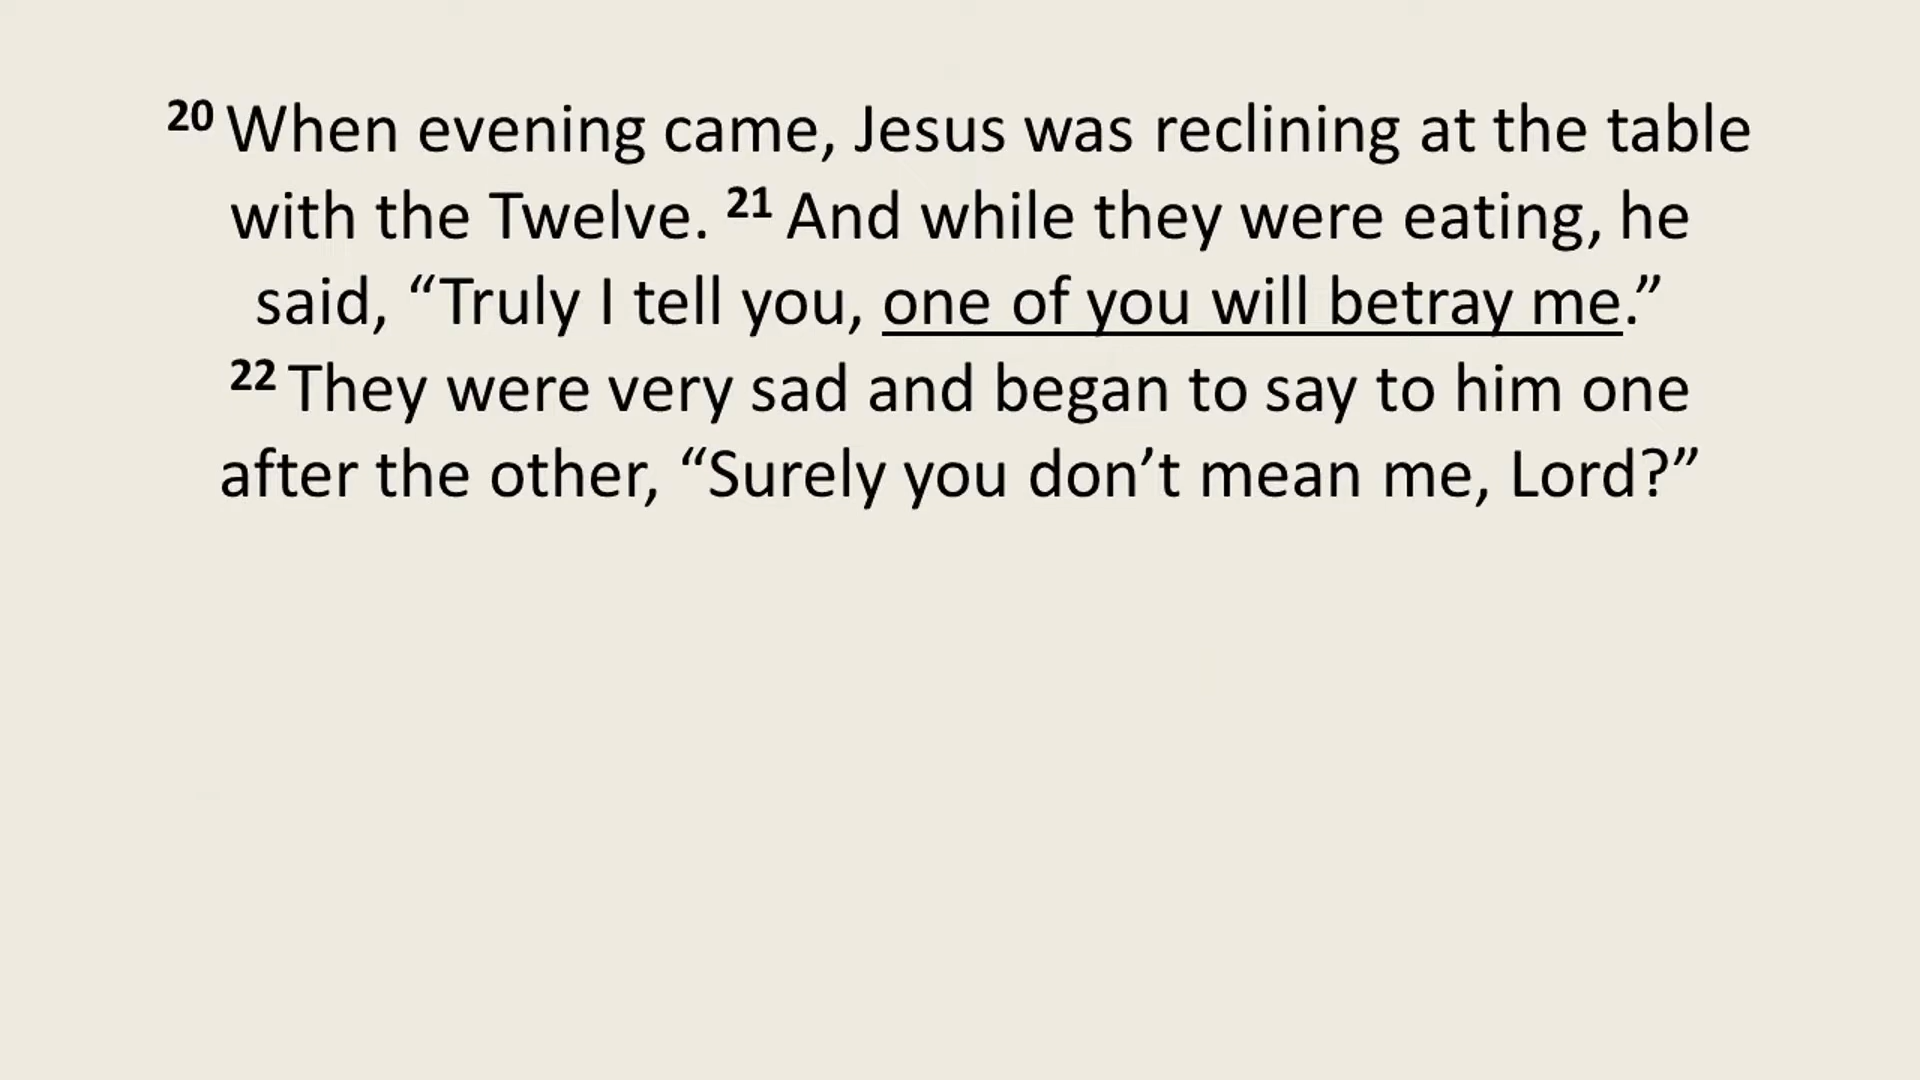 20 When evening came, Jesus was reclining at the table
with the Twelve. 21 And while they were eating, he
said, “Truly I tell you, one of you will betray me.”
22 They were very sad and began to say to him one
after the other, “Surely you don’t mean me, Lord?”